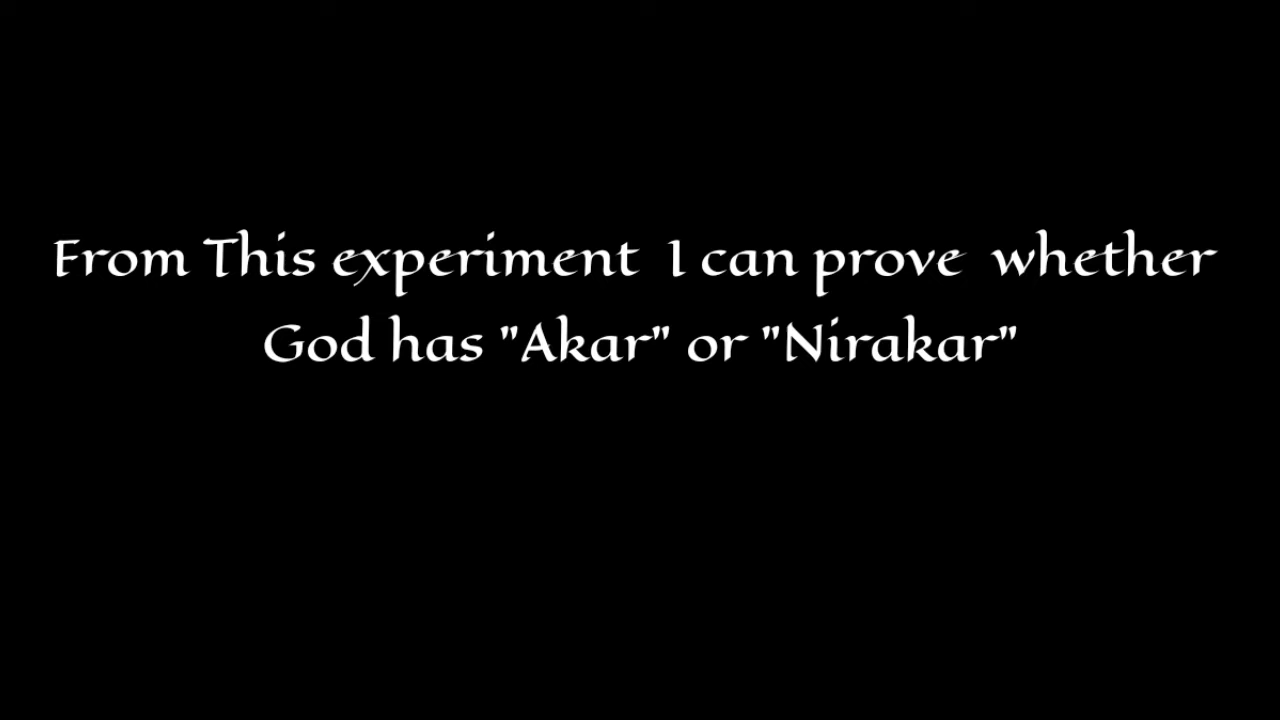 From This experiment I can prove whether
God has "Akar" or "Nirakar"